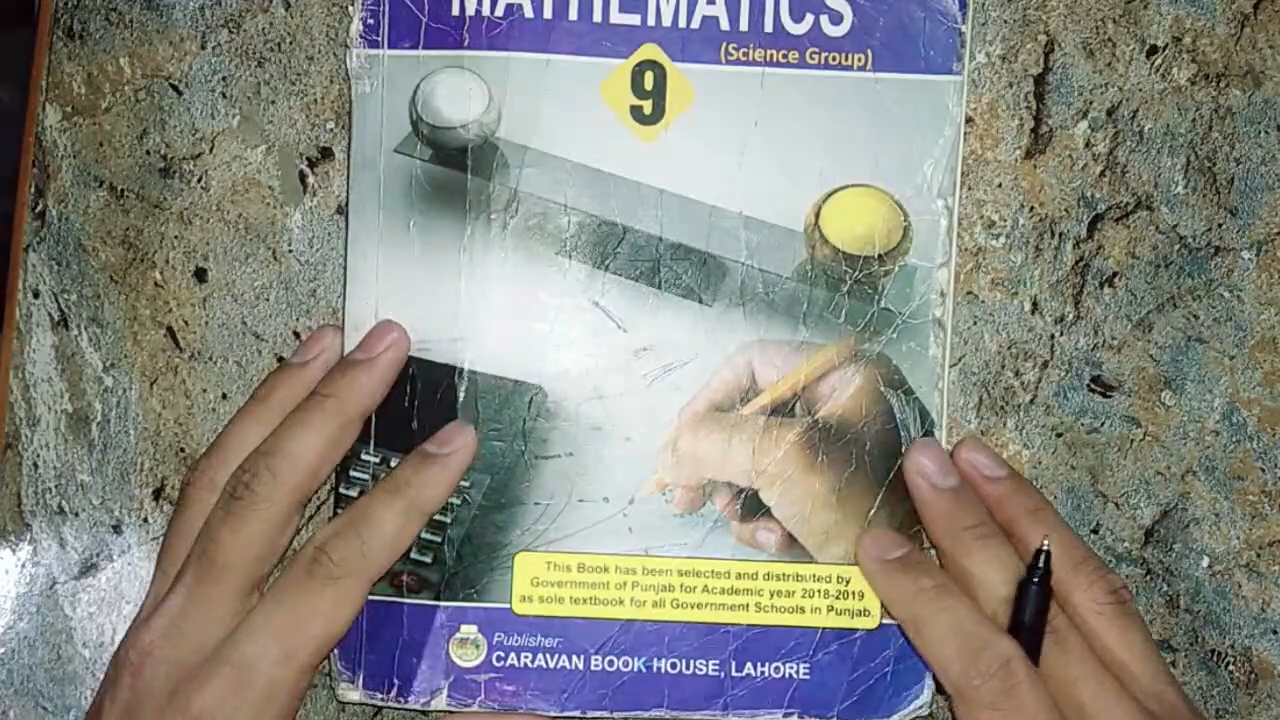 MATHEMATICS
(Science Group)
9
This Book has been selected and distributed by
Government of Punjab for Academic year 2018-2019
as sole textbook for all Government Schools in Punjab.
Publisher:
CARAVAN BOOK HOUSE, LAHORE